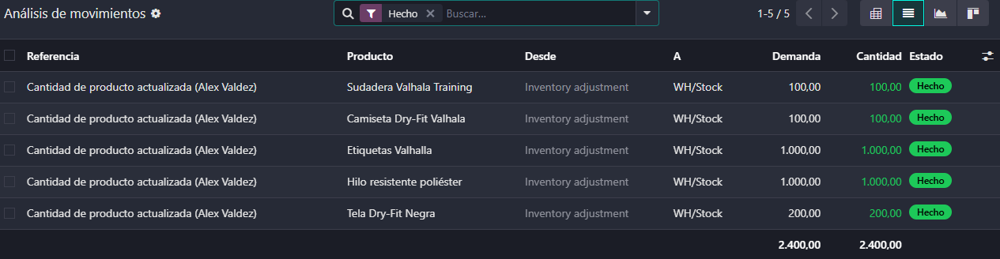 Análisis de movimientos
Hecho Buscar...
1-5 / 5
Referencia Producto Desde A Demanda Cantidad Estado
Cantidad de producto actualizada (Alex Valdez) Sudadera Valhala Training Inventory adjustment WH/Stock 100,00 100,00 Hecho
Cantidad de producto actualizada (Alex Valdez) Camiseta Dry-Fit Valhala Inventory adjustment WH/Stock 100,00 100,00 Hecho
Cantidad de producto actualizada (Alex Valdez) Etiquetas Valhalla Inventory adjustment WH/Stock 1.000,00 1.000,00 Hecho
Cantidad de producto actualizada (Alex Valdez) Hilo resistente poliéster Inventory adjustment WH/Stock 1.000,00 1.000,00 Hecho
Cantidad de producto actualizada (Alex Valdez) Tela Dry-Fit Negra Inventory adjustment WH/Stock 200,00 200,00 Hecho
2.400,00 2.400,00